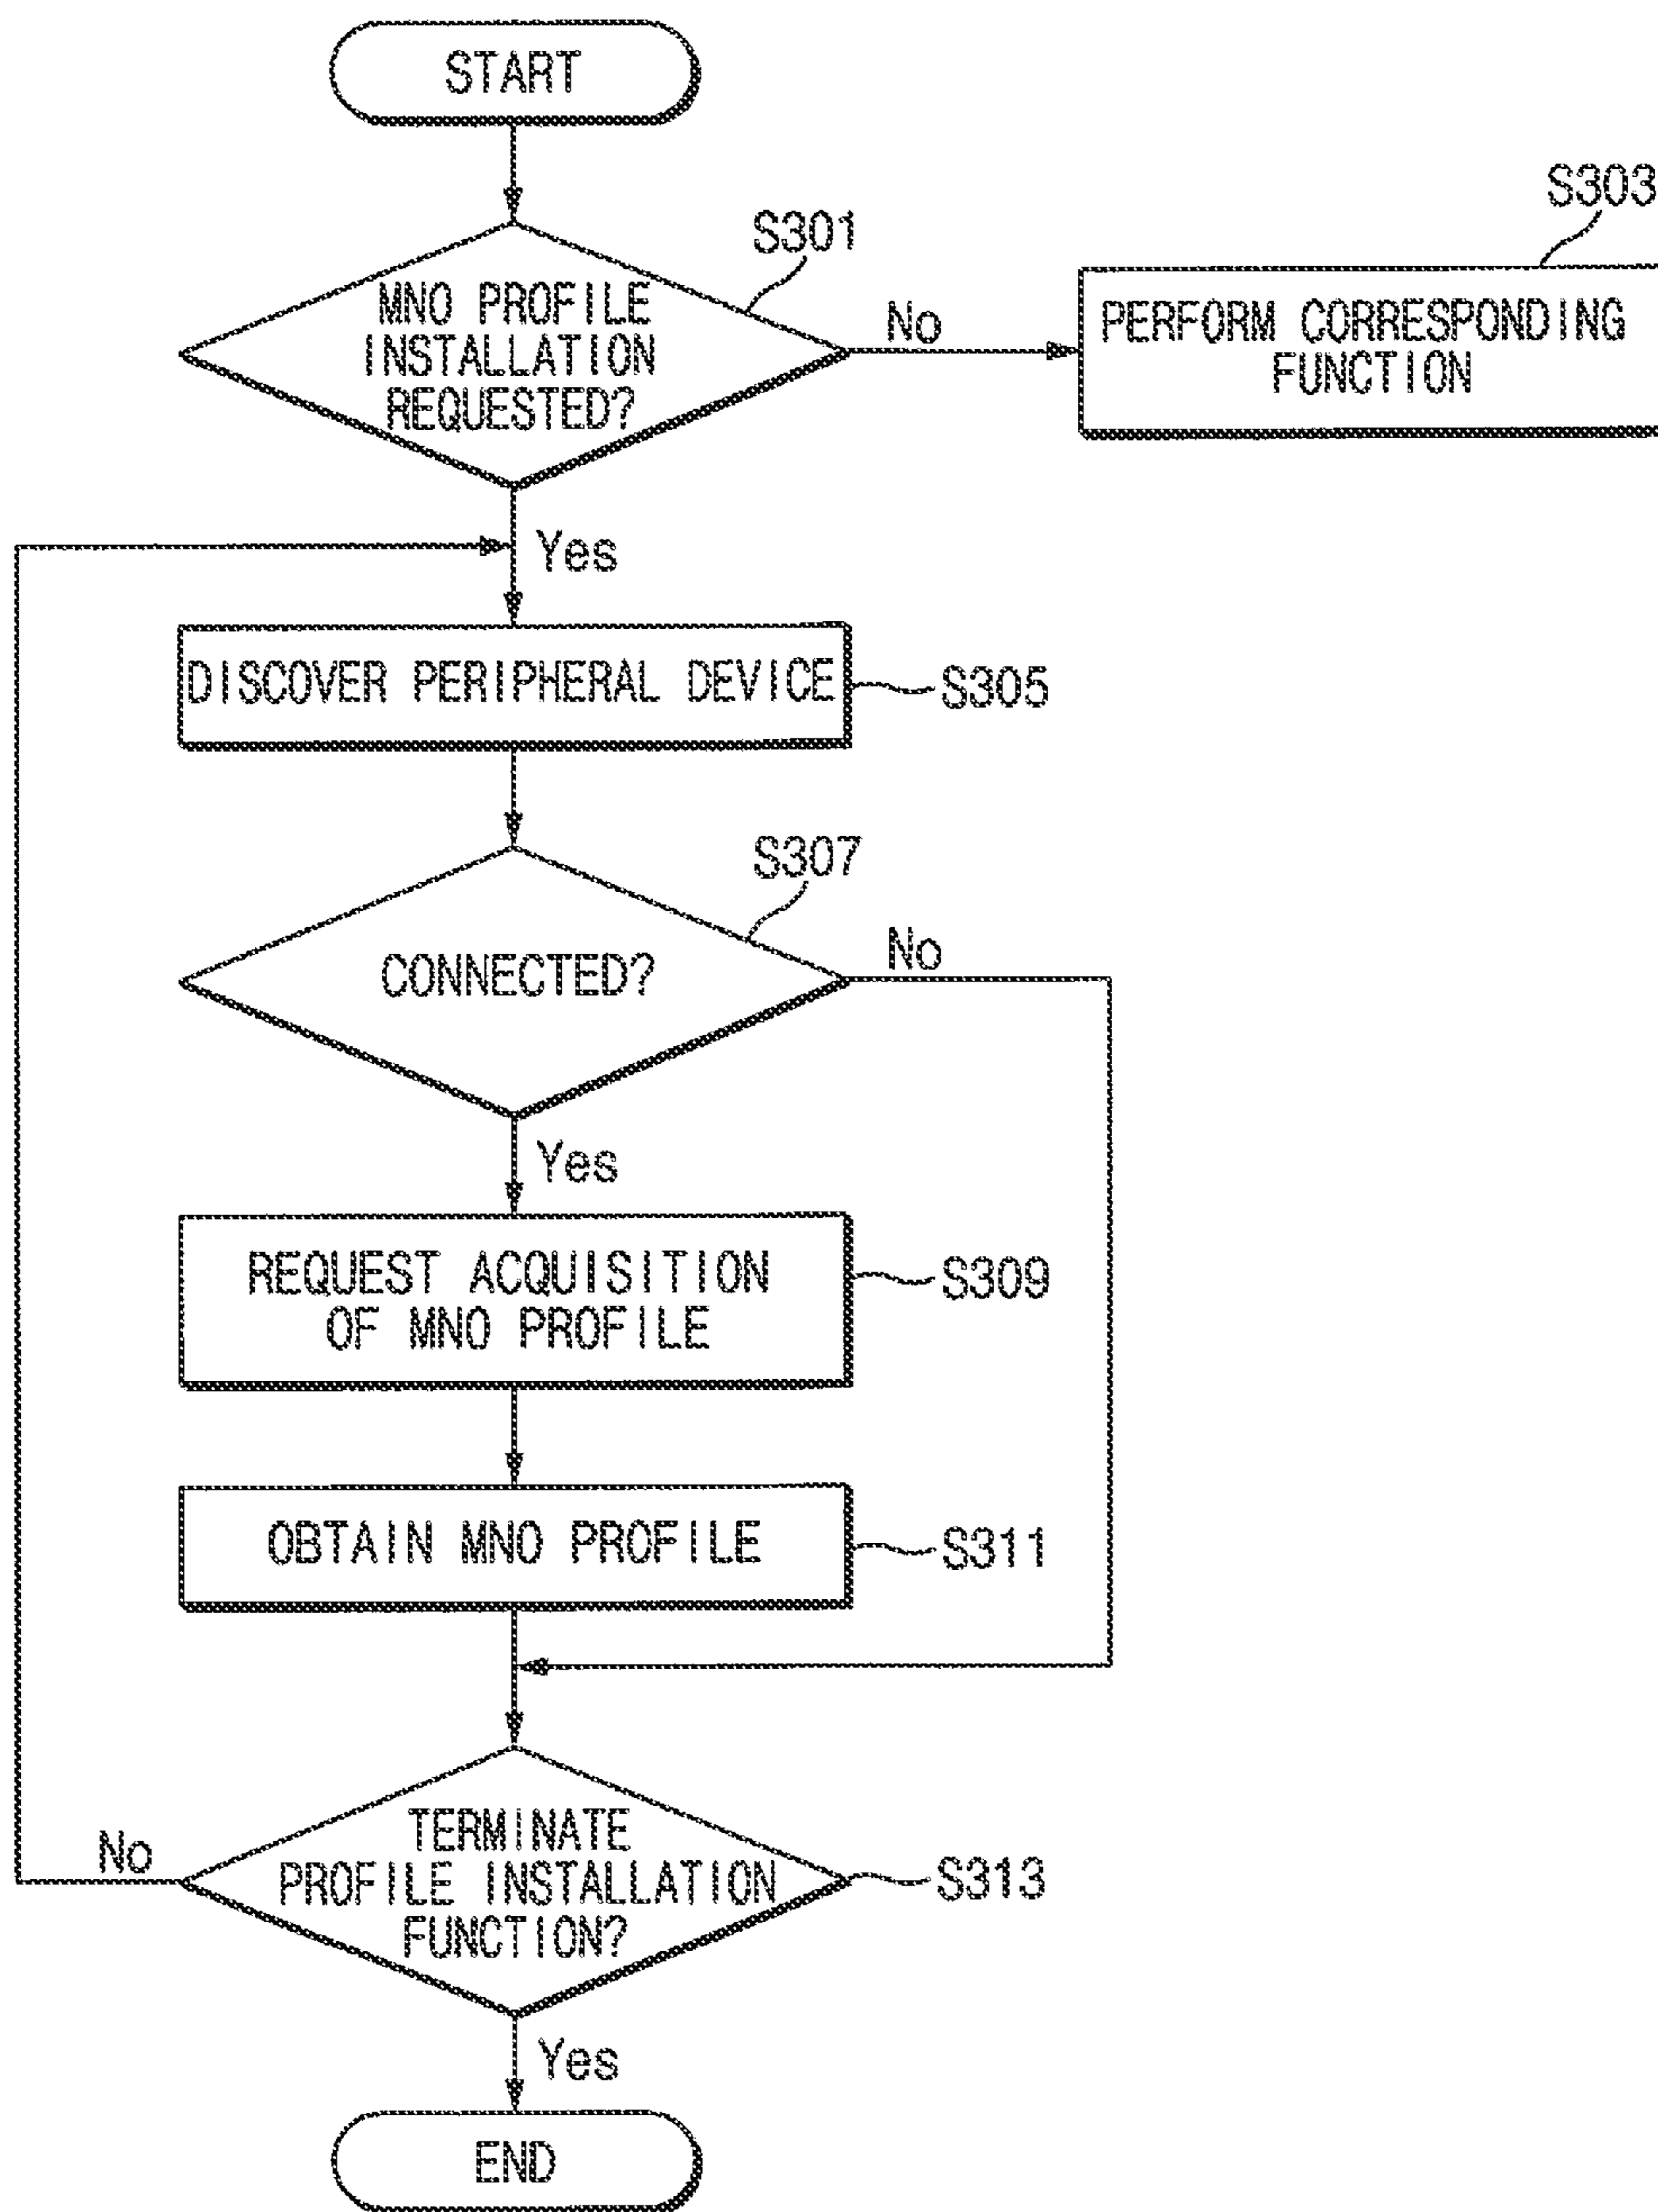 START
S303
S301
MNO PROFILE
INSTALLATION
REQUESTED?
No
PERFORM CORRESPONDING
FUNCTION
Yes
DISCOVER PERIPHERAL DEVICE
S305
S307
CONNECTED?
No
Yes
REQUEST ACQUISITION
OF MNO PROFILE
S309
OBTAIN MNO PROFILE
S311
TERMINATE
PROFILE INSTALLATION
FUNCTION?
No
S313
Yes
END